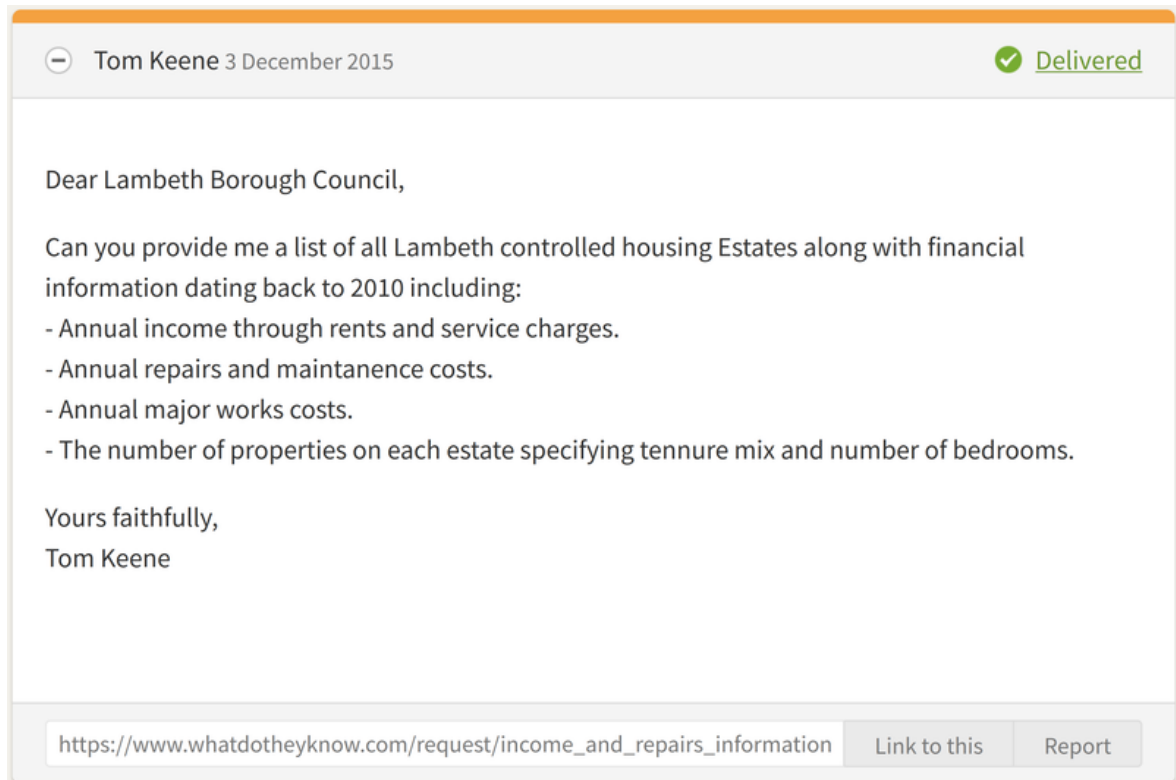 Tom Keene 3 December 2015
Delivered
Dear Lambeth Borough Council,
Can you provide me a list of all Lambeth controlled housing Estates along with financial
information dating back to 2010 including:
- Annual income through rents and service charges.
- Annual repairs and maintanence costs.
- Annual major works costs.
- The number of properties on each estate specifying tennure mix and number of bedrooms.
Yours faithfully,
Tom Keene
https://www.whatdotheyknow.com/request/income_and_repairs_information
Link to this
Report